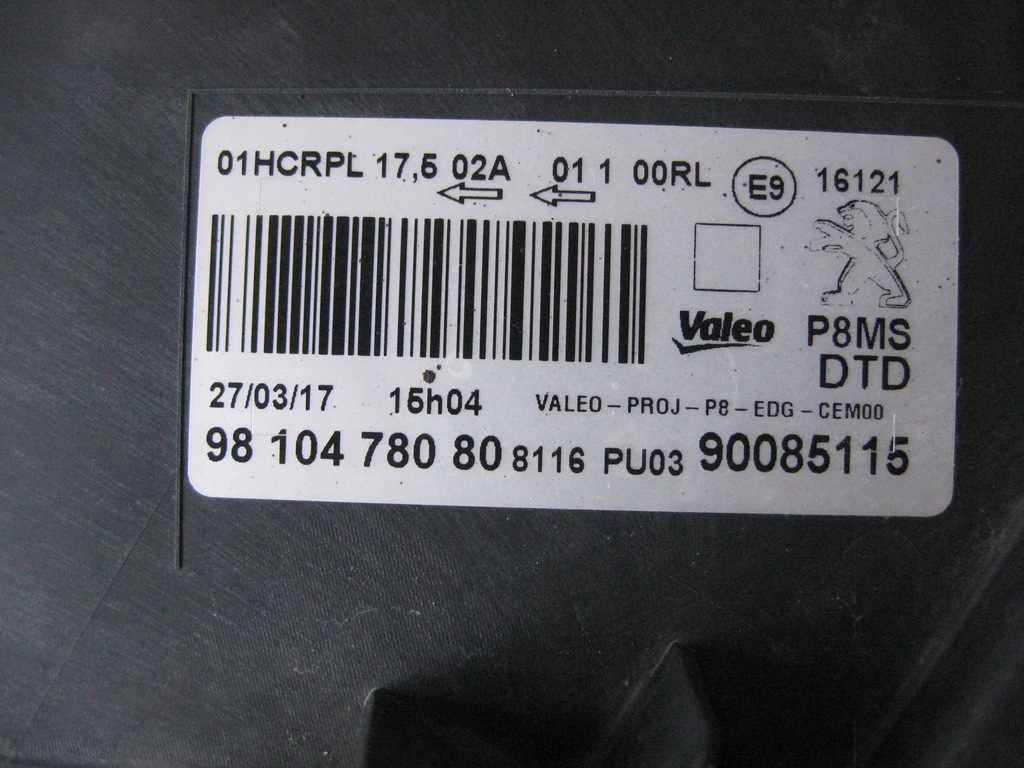 01HCRPL 17,5 02A 01 1 00RL E9 16121
Valeo P8MS
DTD
27/03/17 15h04 VALEO-PROJ-P8-EDG-CEM00
98 104 780 80 8116 PU03 90085115